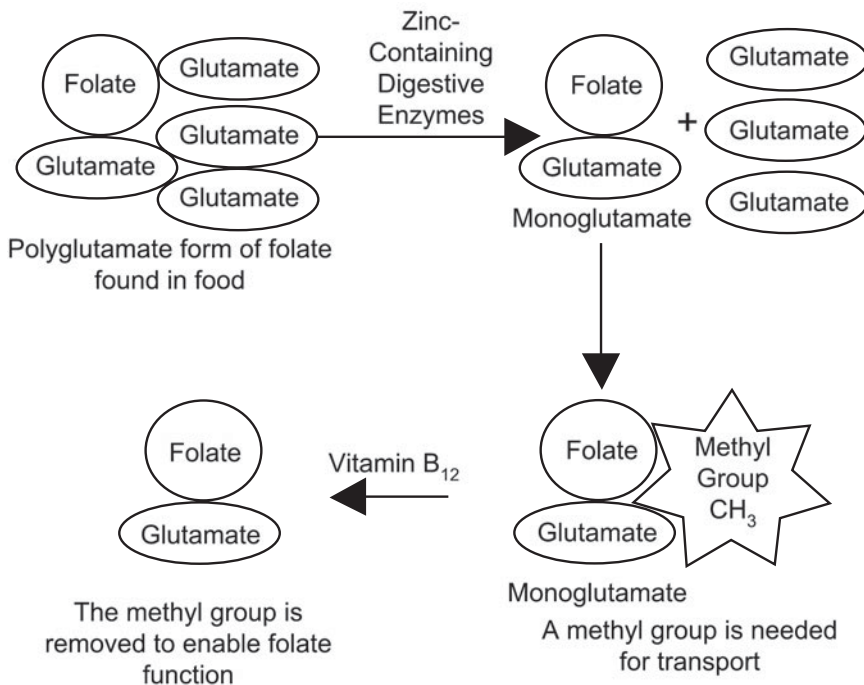 Folate
Glutamate
Glutamate
Glutamate
Glutamate
Polyglutamate form of folate
found in food
Zinc-
Containing
Digestive
Enzymes
Folate
Glutamate
Monoglutamate
+
Glutamate
Glutamate
Glutamate
Folate
Glutamate
Methyl
Group
CH₃
Monoglutamate
A methyl group is needed
for transport
Vitamin B₁₂
Folate
Glutamate
The methyl group is
removed to enable folate
function